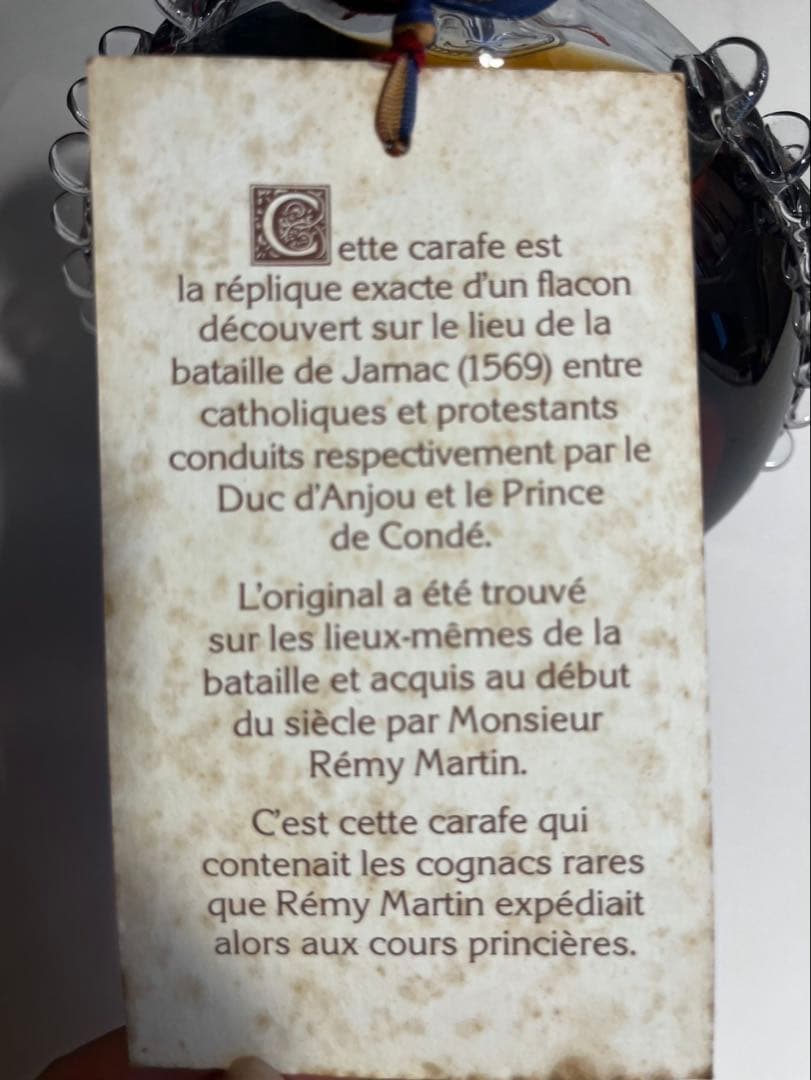 Cette carafe est
la réplique exacte d'un flacon
découvert sur le lieu de la
bataille de Jarnac (1569) entre
catholiques et protestants
conduits respectivement par le
Duc d'Anjou et le Prince
de Condé.
L'original a été trouvé
sur les lieux-mêmes de la
bataille et acquis au début
du siècle par Monsieur
Rémy Martin.
C'est cette carafe qui
contenait les cognacs rares
que Rémy Martin expédiait
alors aux cours princières.